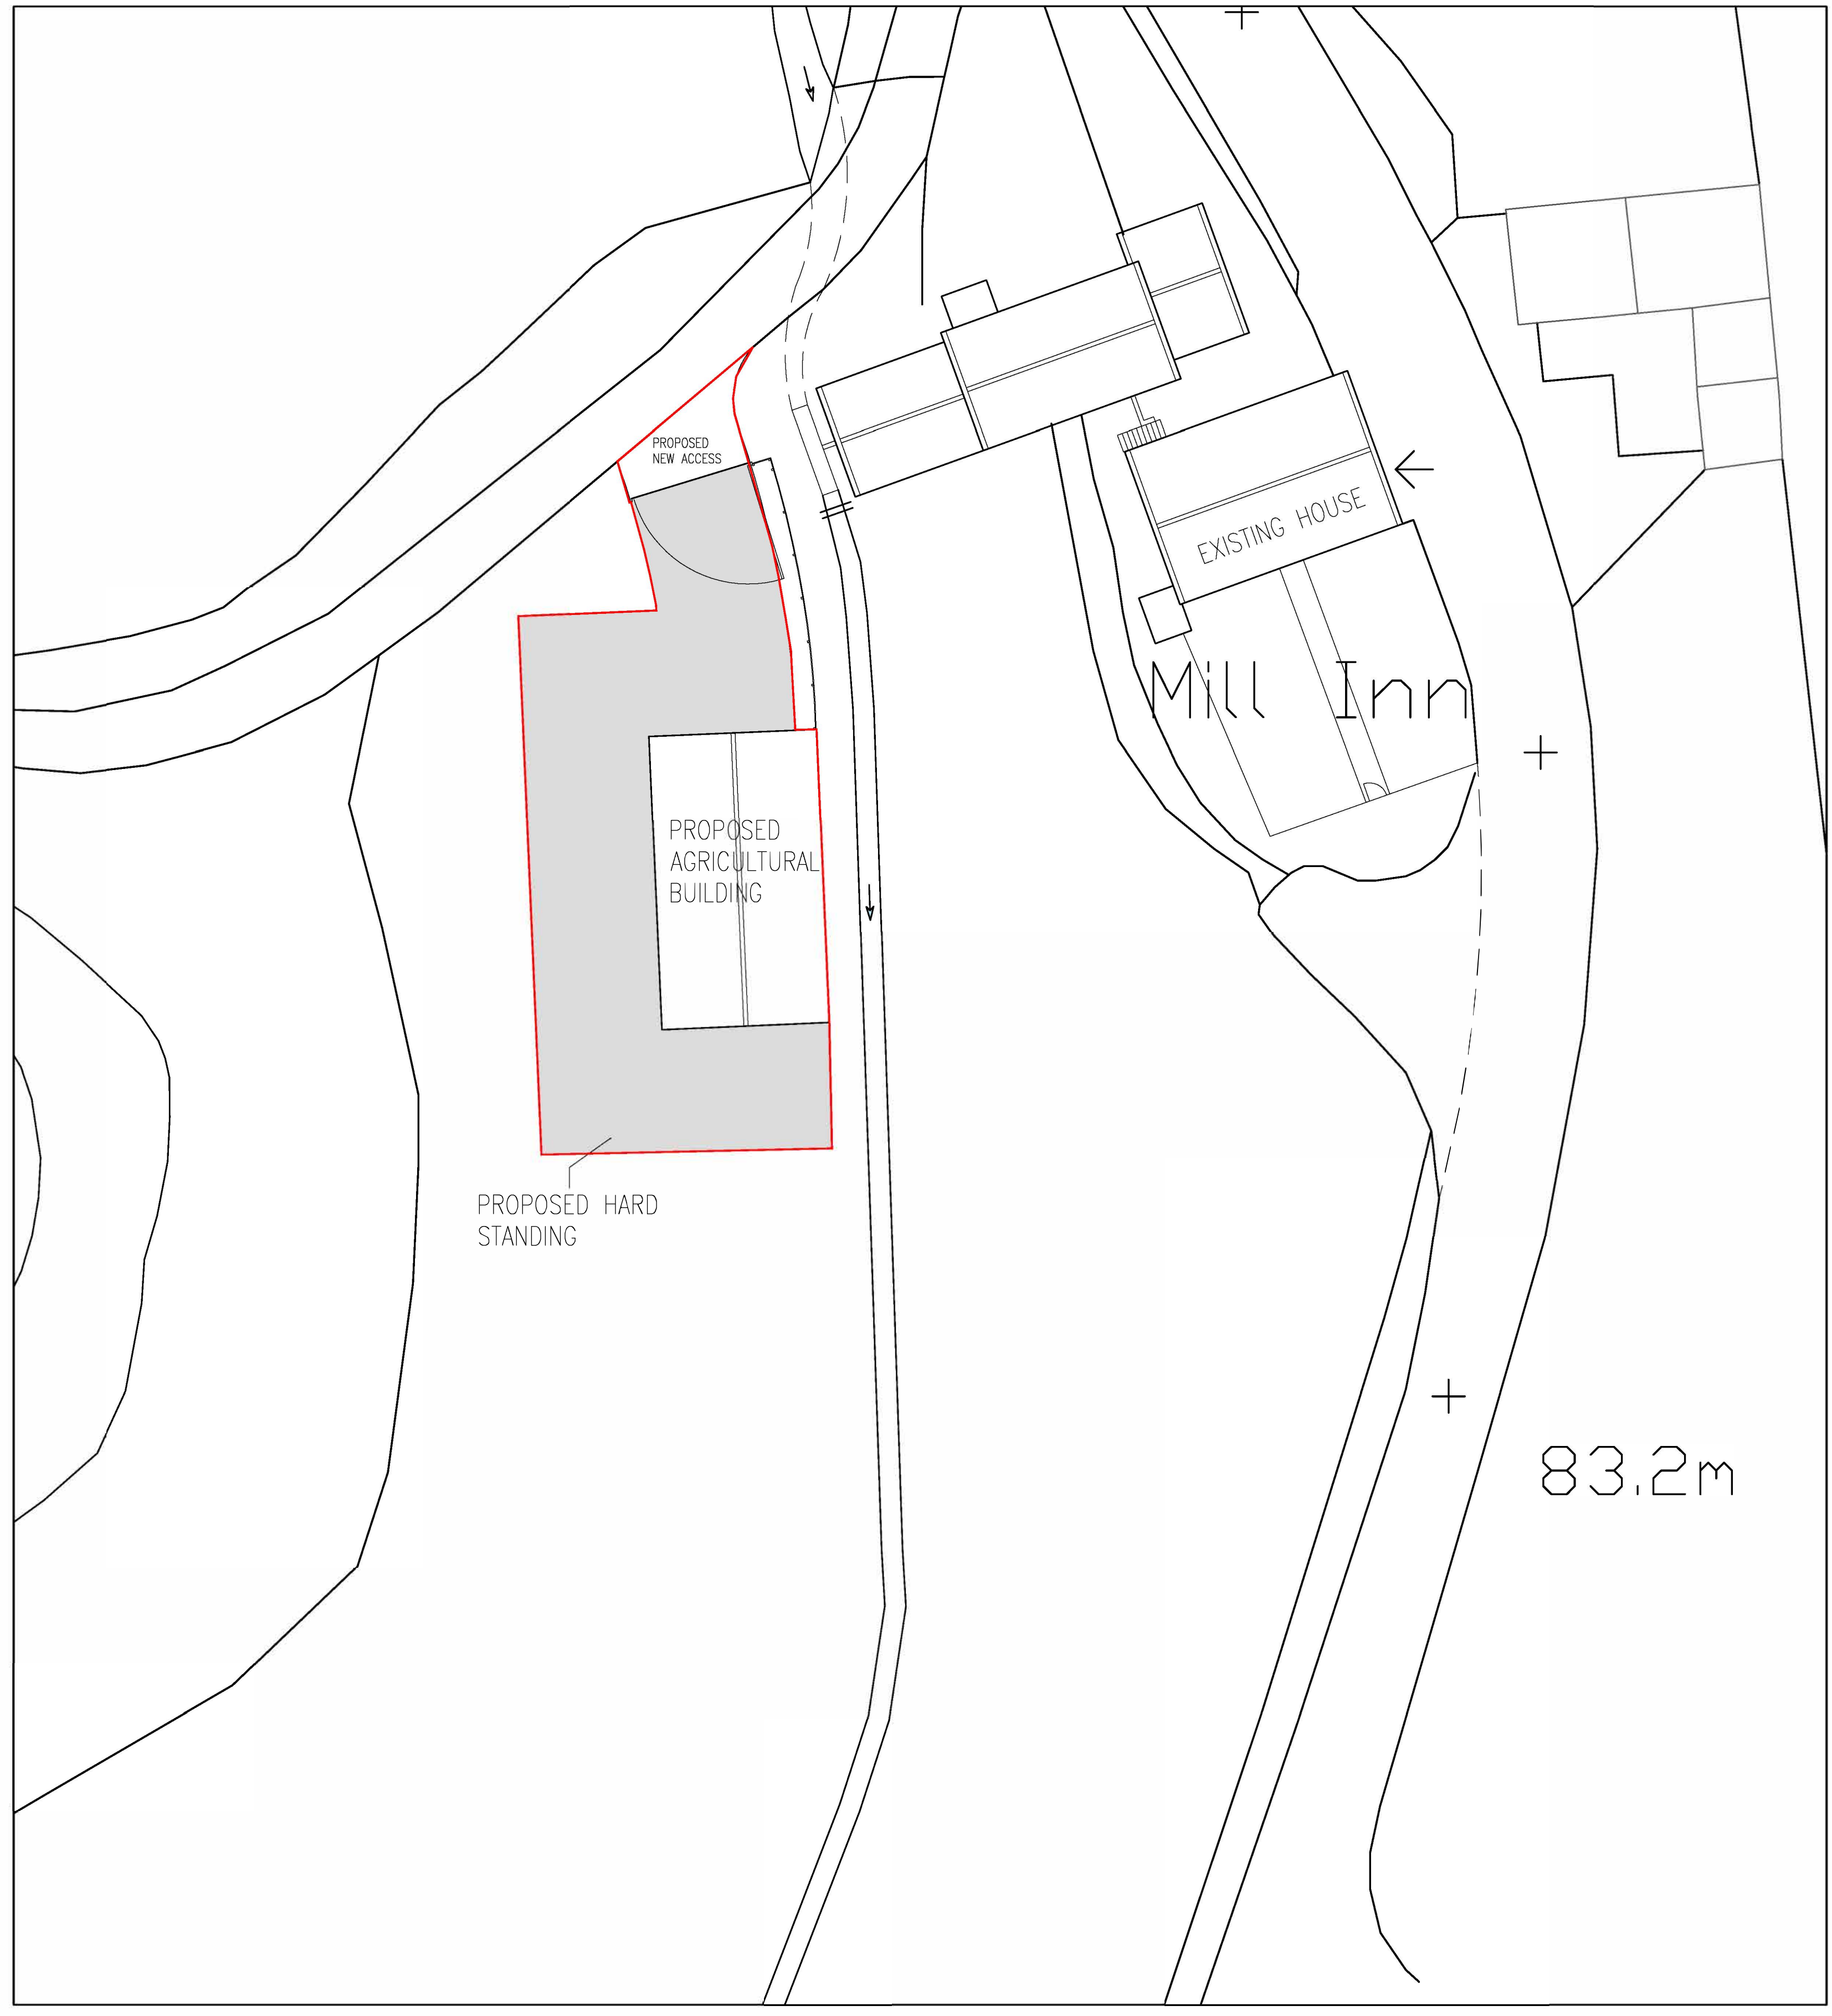 PROPOSED
NEW ACCESS
EXISTING HOUSE
Mill Inn
PROPOSED
AGRICULTURAL
BUILDING
PROPOSED HARD
STANDING
83.2m